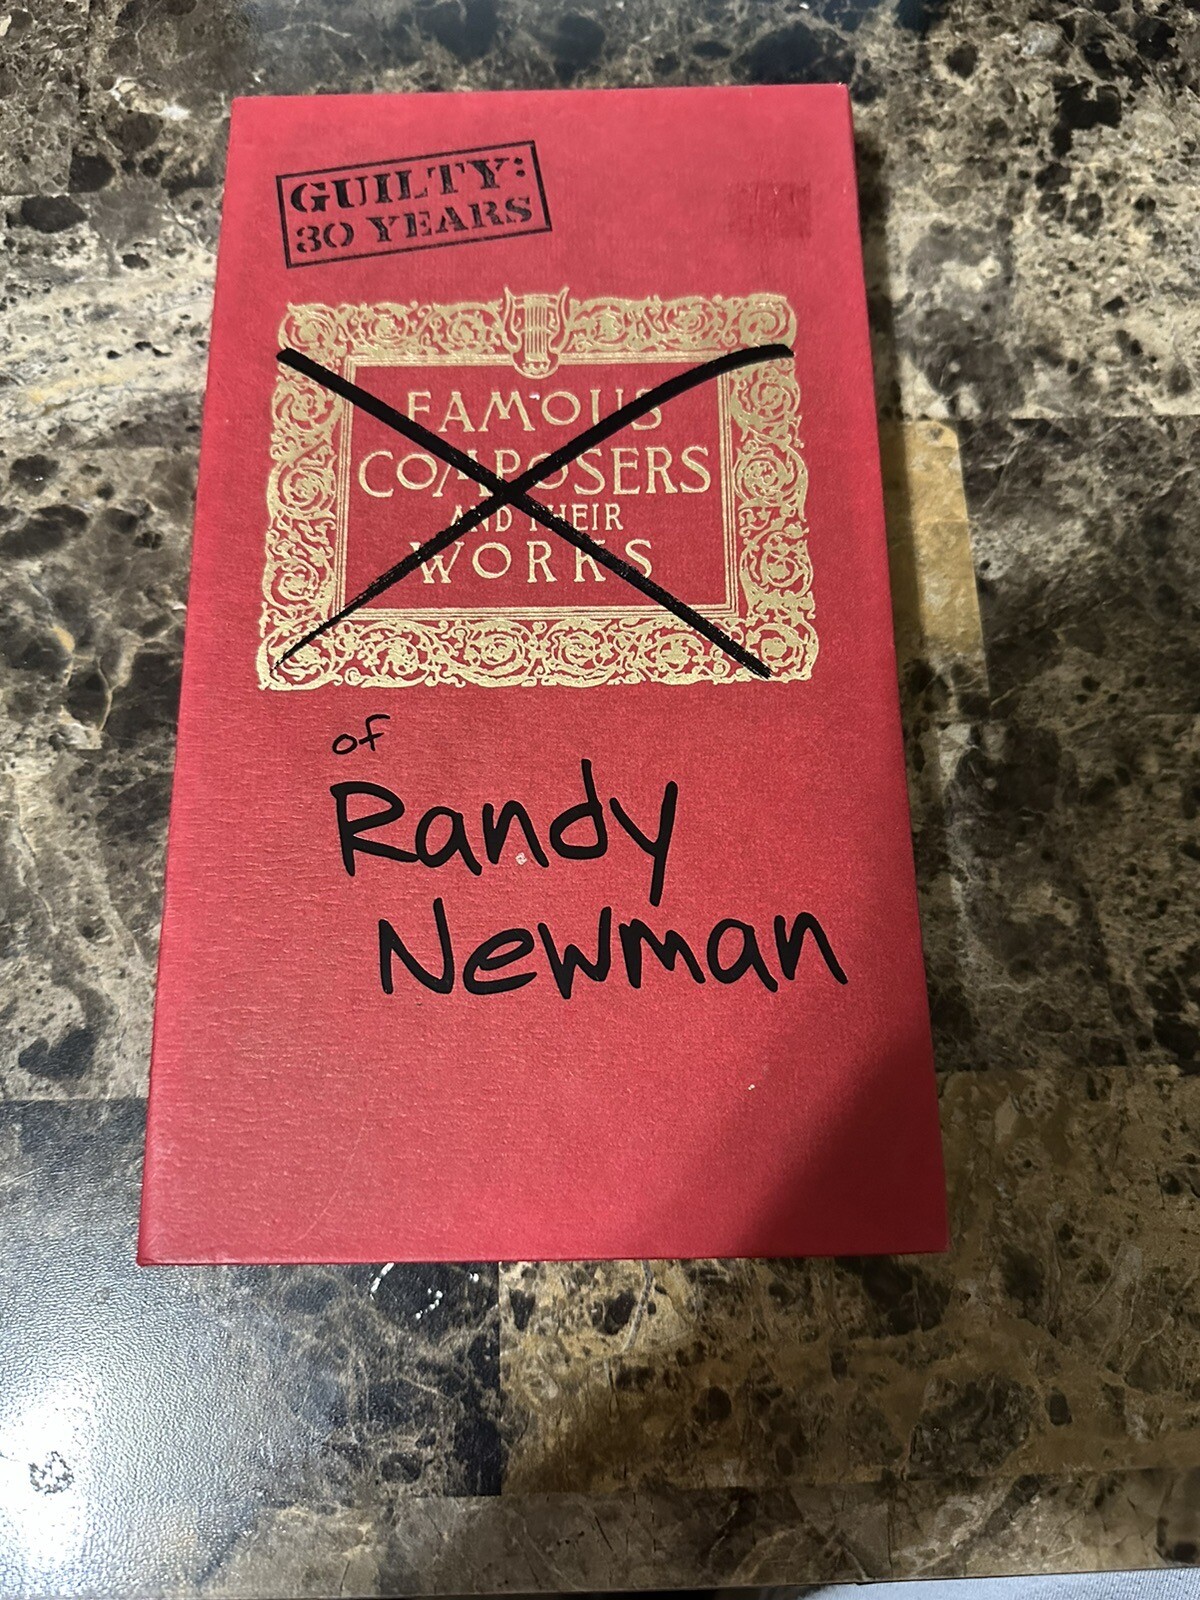 GUILTY:
30 YEARS
FAMOUS
COMPOSERS
AND THEIR
WORKS
of
Randy
Newman